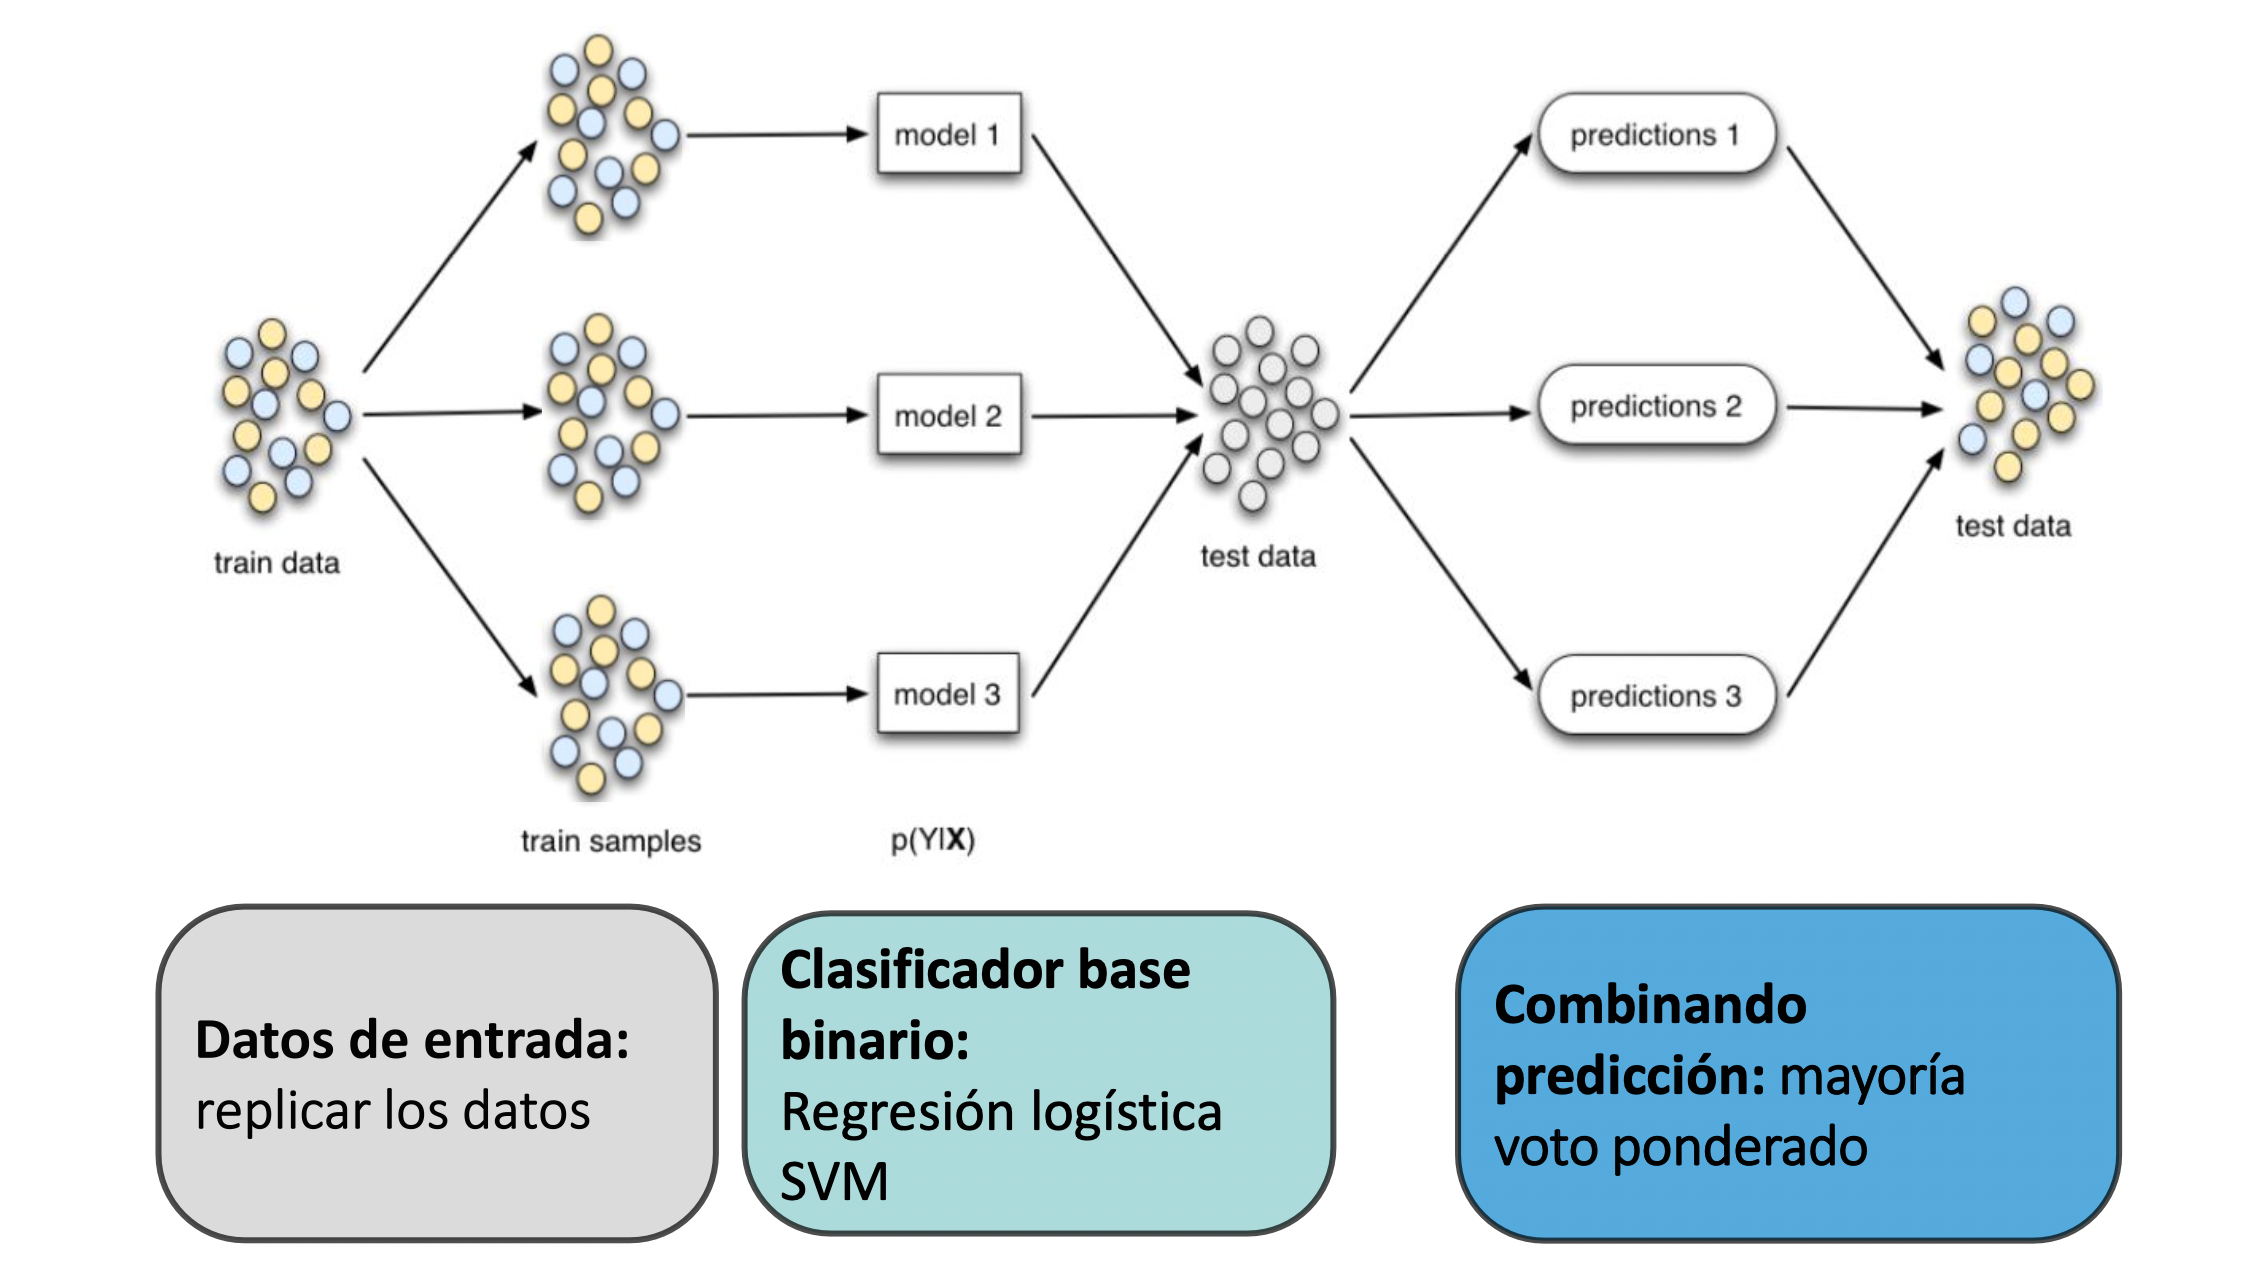 model 1
predictions 1
model 2
predictions 2
train data
test data
test data
model 3
predictions 3
train samples
p(Y|X)
Datos de entrada:
replicar los datos
Clasificador base
binario:
Regresión logística
SVM
Combinando
predicción: mayoría
voto ponderado